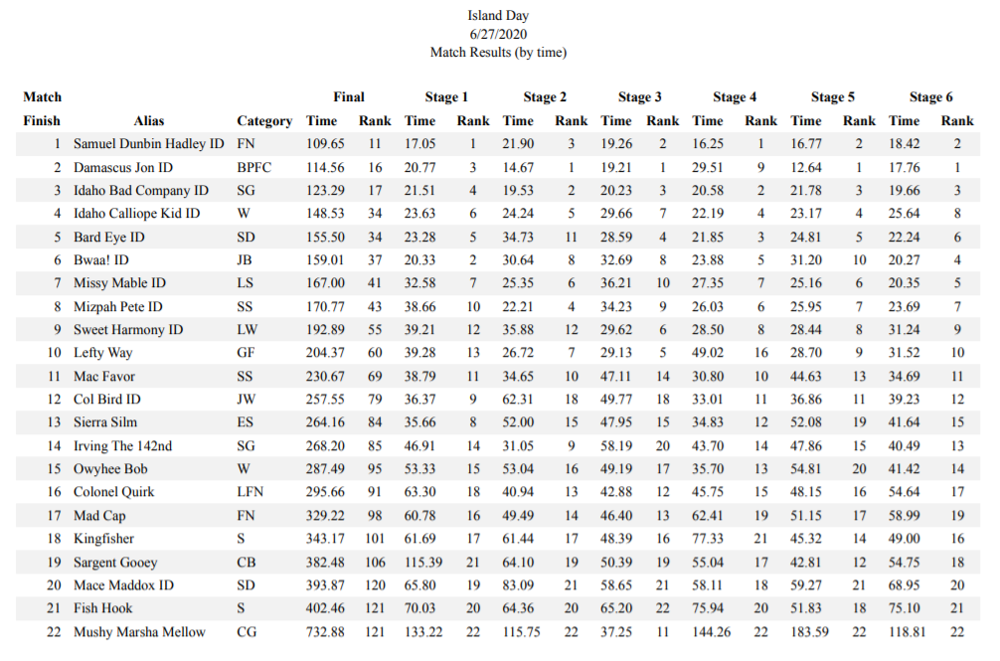 Island Day
6/27/2020
Match Results (by time)
Match Final Stage 1 Stage 2 Stage 3 Stage 4 Stage 5 Stage 6
Finish Alias Category Time Rank Time Rank Time Rank Time Rank Time Rank Time Rank Time Rank
1 Samuel Dunbin Hadley ID FN 109.65 11 17.05 1 21.90 3 19.26 2 16.25 1 16.77 2 18.42 2
2 Damascus Jon ID BPFC 114.56 16 20.77 3 14.67 1 19.21 1 29.51 9 12.64 1 17.76 1
3 Idaho Bad Company ID SG 123.29 17 21.51 4 19.53 2 20.23 3 20.58 2 21.78 3 19.66 3
4 Idaho Calliope Kid ID W 148.53 34 23.63 6 24.24 5 29.66 7 22.19 4 23.17 4 25.64 8
5 Bard Eye ID SD 155.50 34 23.28 5 34.73 11 28.59 4 21.85 3 24.81 5 22.24 6
6 Bwaa! ID JB 159.01 37 20.33 2 30.64 8 32.69 8 23.88 5 31.20 10 20.27 4
7 Missy Mable ID LS 167.00 41 32.58 7 25.35 6 36.21 10 27.35 7 25.16 6 20.35 5
8 Mizpah Pete ID SS 170.77 43 38.66 10 22.21 4 34.23 9 26.03 6 25.95 7 23.69 7
9 Sweet Harmony ID LW 192.89 55 39.21 12 35.88 12 29.62 6 28.50 8 28.44 8 31.24 9
10 Lefty Way GF 204.37 60 39.28 13 26.72 7 29.13 5 49.02 16 28.70 9 31.52 10
11 Mac Favor SS 230.67 69 38.79 11 34.65 10 47.11 14 30.80 10 44.63 13 34.69 11
12 Col Bird ID JW 257.55 79 36.37 9 62.31 18 49.77 18 33.01 11 36.86 11 39.23 12
13 Sierra Silm ES 264.16 84 35.66 8 52.00 15 47.95 15 34.83 12 52.08 19 41.64 15
14 Irving The 142nd SG 268.20 85 46.91 14 31.05 9 58.19 20 43.70 14 47.86 15 40.49 13
15 Owyhee Bob W 287.49 95 53.33 15 53.04 16 49.19 17 35.70 13 54.81 20 41.42 14
16 Colonel Quirk LFN 295.66 91 63.30 18 40.94 13 42.88 12 45.75 15 48.15 16 54.64 17
17 Mad Cap FN 329.22 98 60.78 16 49.49 14 46.40 13 62.41 19 51.15 17 58.99 19
18 Kingfisher S 343.17 101 61.69 17 61.44 17 48.39 16 77.33 21 45.32 14 49.00 16
19 Sargent Gooey CB 382.48 106 115.39 21 64.10 19 50.39 19 55.04 17 42.81 12 54.75 18
20 Mace Maddox ID SD 393.87 120 65.80 19 83.09 21 58.65 21 58.11 18 59.27 21 68.95 20
21 Fish Hook S 402.46 121 70.03 20 64.36 20 65.20 22 75.94 20 51.83 18 75.10 21
22 Mushy Marsha Mellow CG 732.88 121 133.22 22 115.75 22 37.25 11 144.26 22 183.59 22 118.81 22